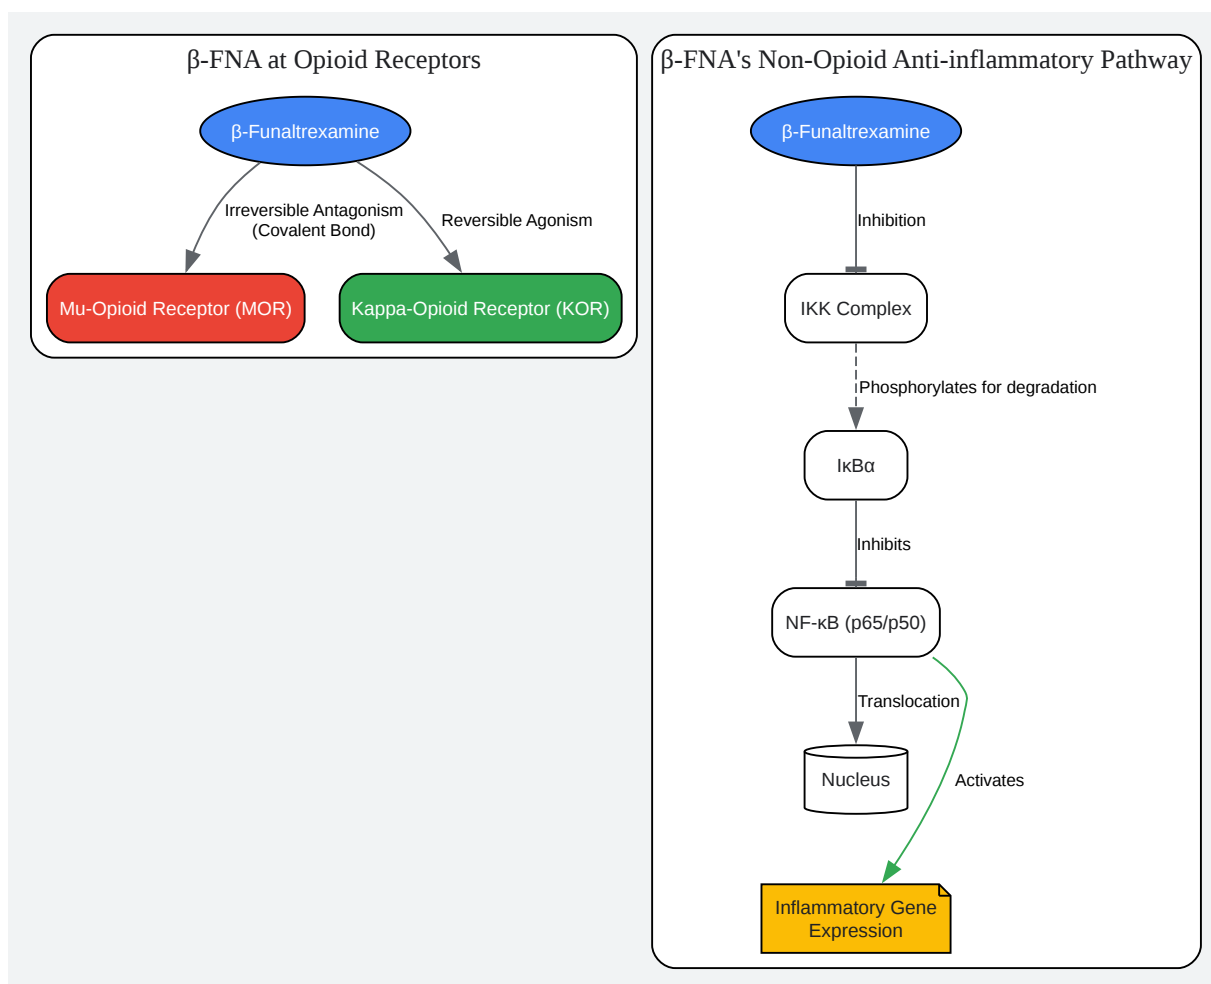 β-FNA at Opioid Receptors
β-Funaltrexamine
Irreversible Antagonism
(Covalent Bond)
Reversible Agonism
Mu-Opioid Receptor (MOR)
Kappa-Opioid Receptor (KOR)
β-FNA's Non-Opioid Anti-inflammatory Pathway
β-Funaltrexamine
Inhibition
IKK Complex
Phosphorylates for degradation
IκBα
Inhibits
NF-κB (p65/p50)
Translocation
Nucleus
Activates
Inflammatory Gene
Expression